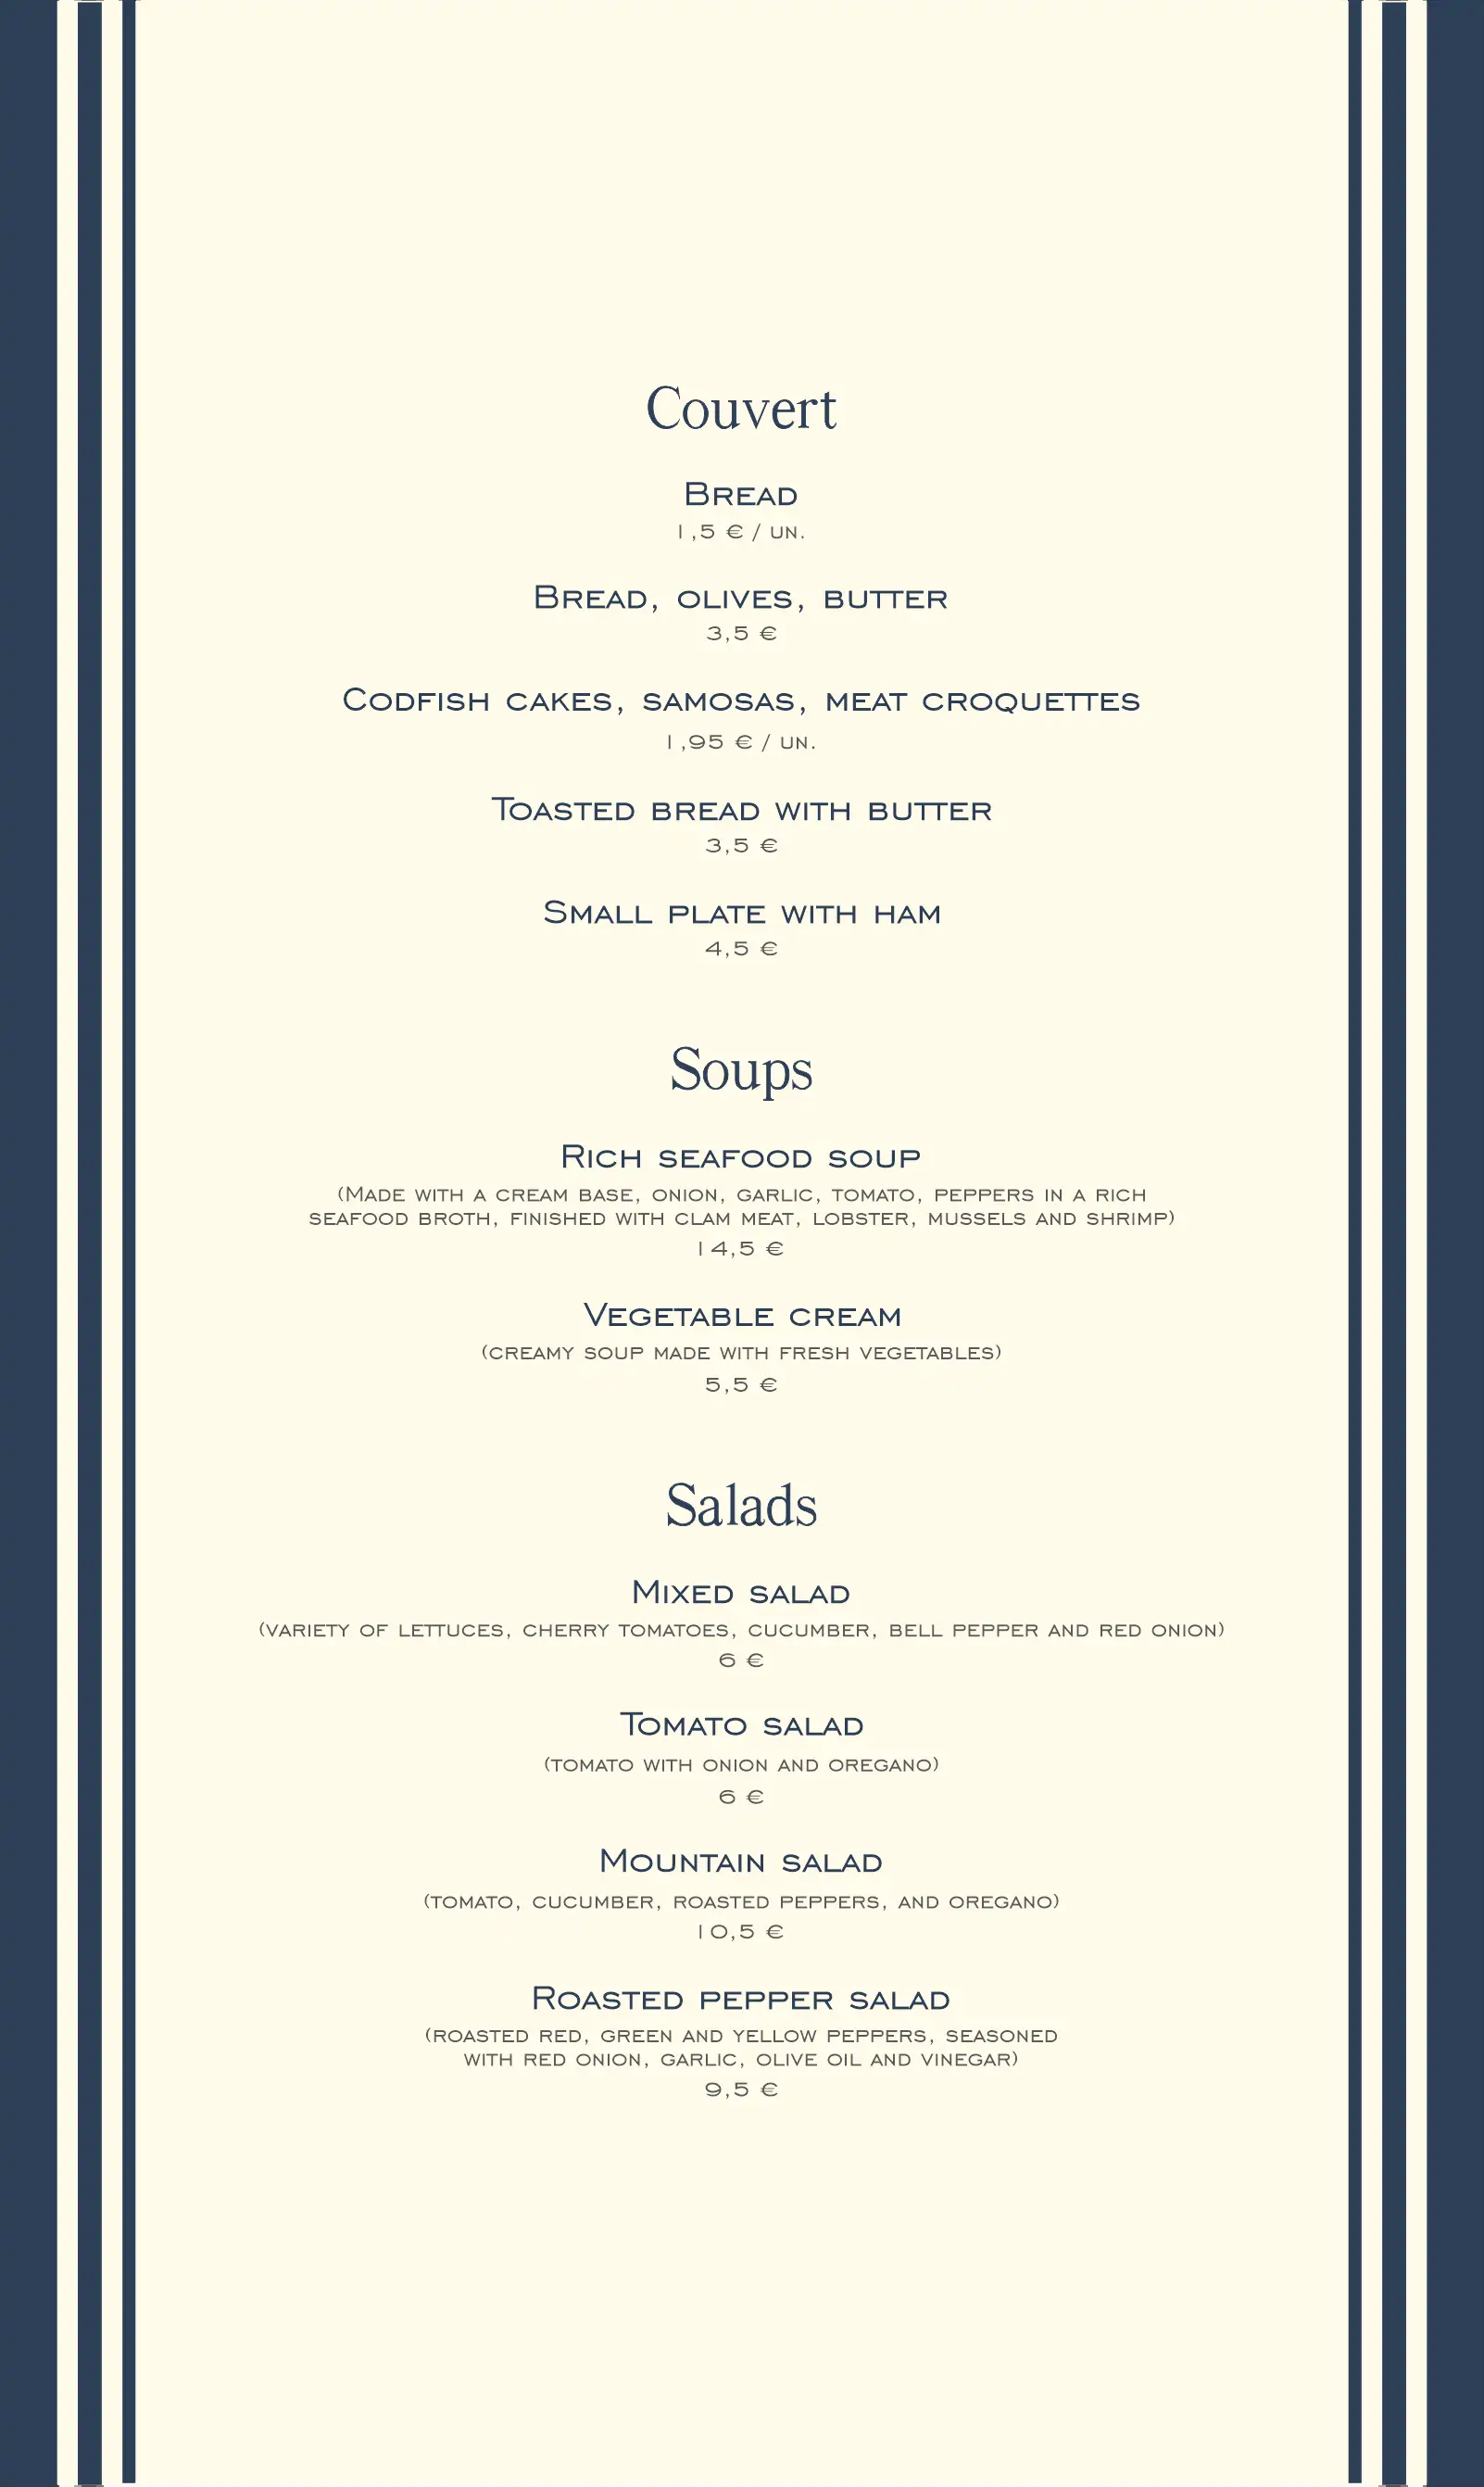 Couvert
Bread
1,5 € / un.
Bread, olives, butter
3,5 €
Codfish cakes, samosas, meat croquettes
1,95 € / un.
Toasted bread with butter
3,5 €
Small plate with ham
4,5 €
Soups
Rich seafood soup
(Made with a cream base, onion, garlic, tomato, peppers in a rich
seafood broth, finished with clam meat, lobster, mussels and shrimp)
14,5 €
Vegetable cream
(creamy soup made with fresh vegetables)
5,5 €
Salads
Mixed salad
(variety of lettuces, cherry tomatoes, cucumber, bell pepper and red onion)
6 €
Tomato salad
(tomato with onion and oregano)
6 €
Mountain salad
(tomato, cucumber, roasted peppers, and oregano)
10,5 €
Roasted pepper salad
(roasted red, green and yellow peppers, seasoned
with red onion, garlic, olive oil and vinegar)
9,5 €